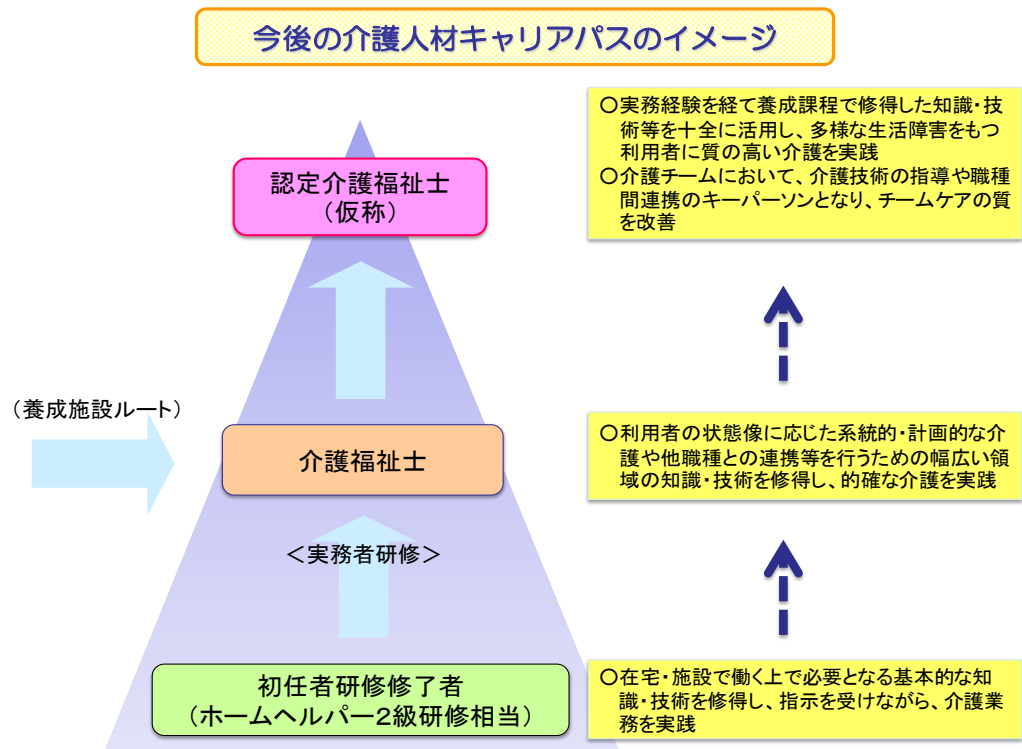 今後の介護人材キャリアパスのイメージ
認定介護福祉士
（仮称）
○実務経験を経て養成課程で修得した知識・技
術等を十全に活用し、多様な生活障害をもつ
利用者に質の高い介護を実践
○介護チームにおいて、介護技術の指導や職種
間連携のキーパーソンとなり、チームケアの質
を改善
（養成施設ルート）
介護福祉士
○利用者の状態像に応じた系統的・計画的な介
護や他職種との連携等を行うための幅広い領
域の知識・技術を修得し、的確な介護を実践
＜実務者研修＞
初任者研修修了者
（ホームヘルパー２級研修相当）
○在宅・施設で働く上で必要となる基本的な知
識・技術を修得し、指示を受けながら、介護業
務を実践